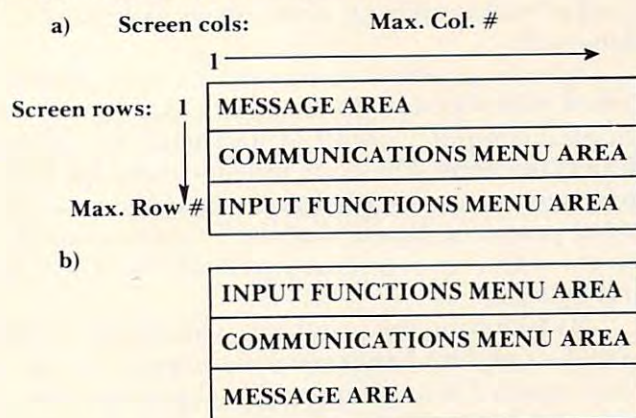 a) Screen cols: Max. Col. #
1
Screen rows: 1 MESSAGE AREA
COMMUNICATIONS MENU AREA
Max. Row # INPUT FUNCTIONS MENU AREA
b)
INPUT FUNCTIONS MENU AREA
COMMUNICATIONS MENU AREA
MESSAGE AREA